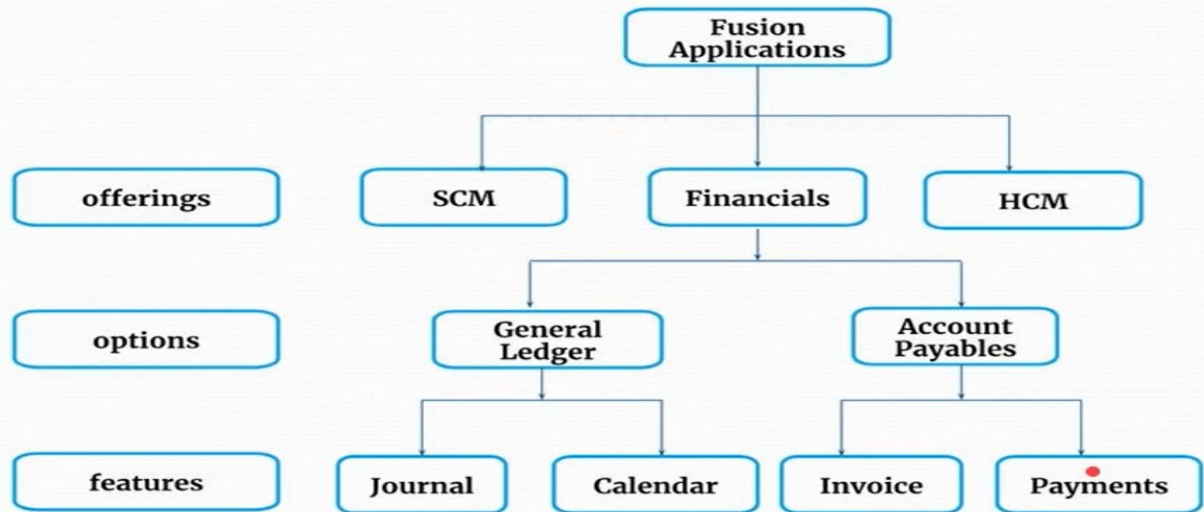 Fusion
Applications
offerings
SCM
Financials
HCM
options
General
Ledger
Account
Payables
features
Journal
Calendar
Invoice
Payments